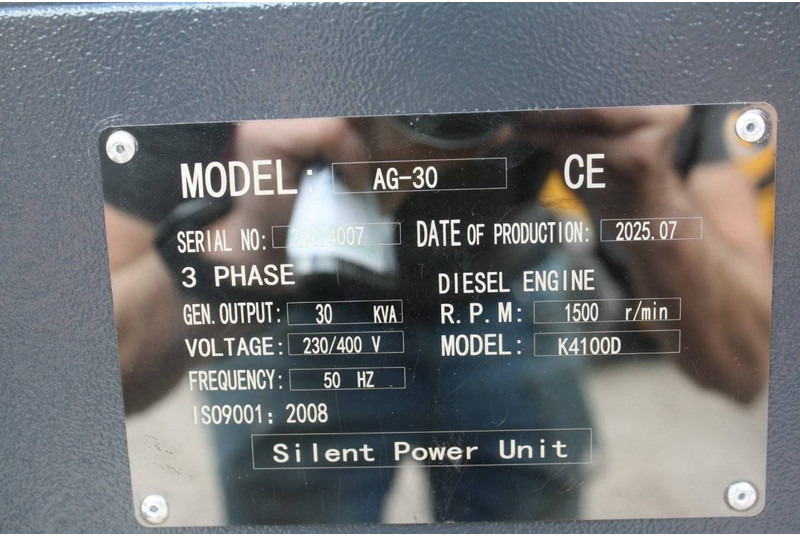 MODEL: AG-30 CE
SERIAL NO: DATE OF PRODUCTION: 2025.07
3 PHASE DIESEL ENGINE
GEN. OUTPUT: 30 KVA R.P.M: 1500 r/min
VOLTAGE: 230/400 V MODEL: K4100D
FREQUENCY: 50 HZ
ISO9001: 2008
Silent Power Unit